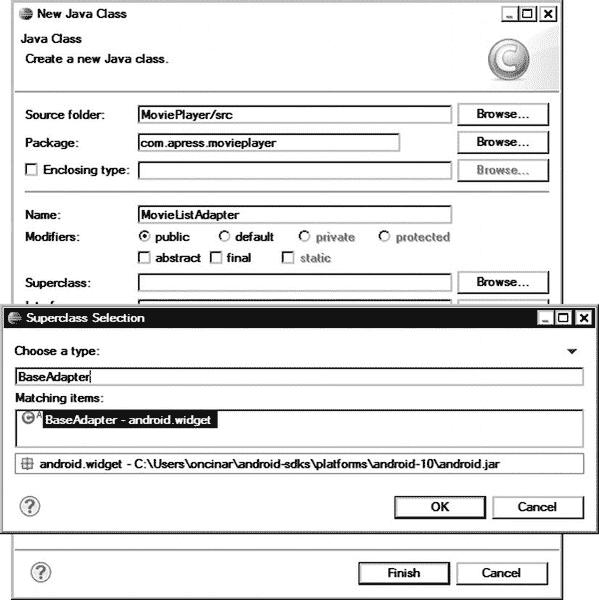 New Java Class
Java Class
Create a new Java class.
Source folder: MoviePlayer/src Browse...
Package: com.apress.movieplayer Browse...
Enclosing type: Browse...
Name: MovieListAdapter
Modifiers: public default private protected
abstract final static
Superclass: Browse...
Superclass Selection
Choose a type:
BaseAdapter
Matching items:
C A BaseAdapter - android.widget
android.widget - C:\Users\oncinar\android-sdks\platforms\android-10\android.jar
? OK Cancel
? Finish Cancel